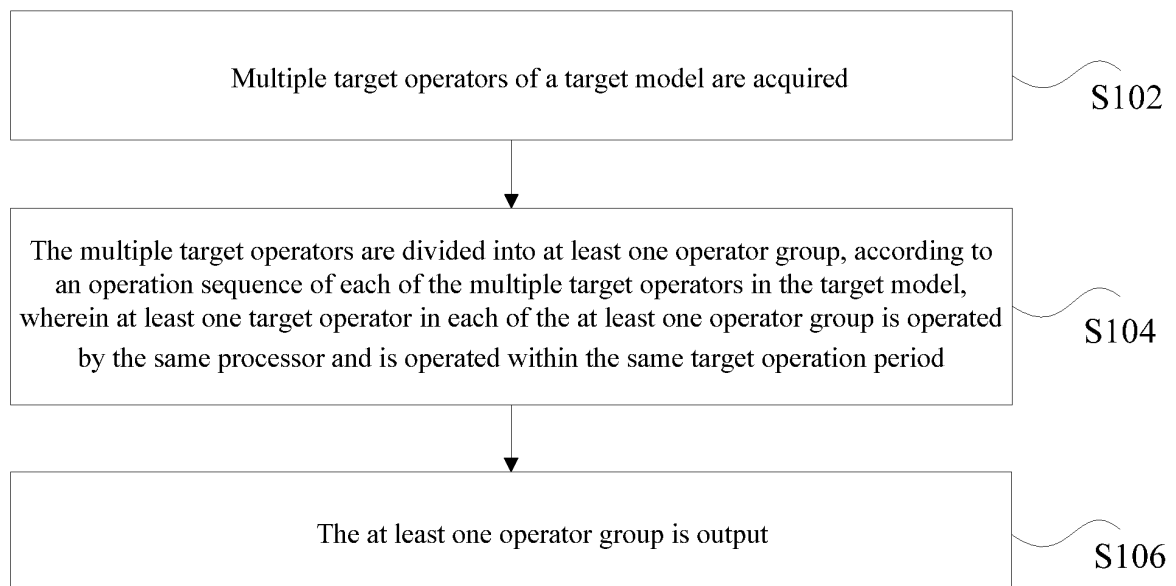 Multiple target operators of a target model are acquired
S102
The multiple target operators are divided into at least one operator group, according to
an operation sequence of each of the multiple target operators in the target model,
wherein at least one target operator in each of the at least one operator group is operated
by the same processor and is operated within the same target operation period
S104
The at least one operator group is output
S106